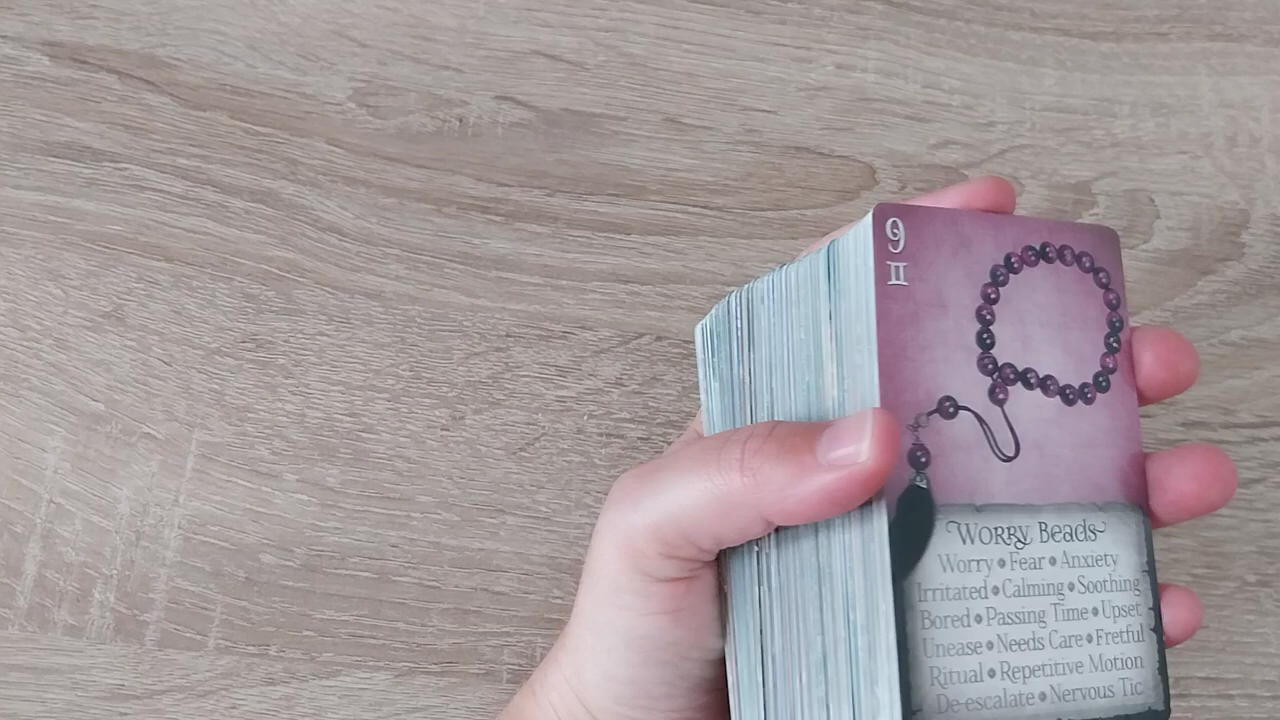 9
♊
Worry Beads
Worry • Fear • Anxiety
Irritated • Calming • Soothing
Bored • Passing Time • Upset
Unease • Needs Care • Fretful
Ritual • Repetitive Motion
De-escalate • Nervous Tic